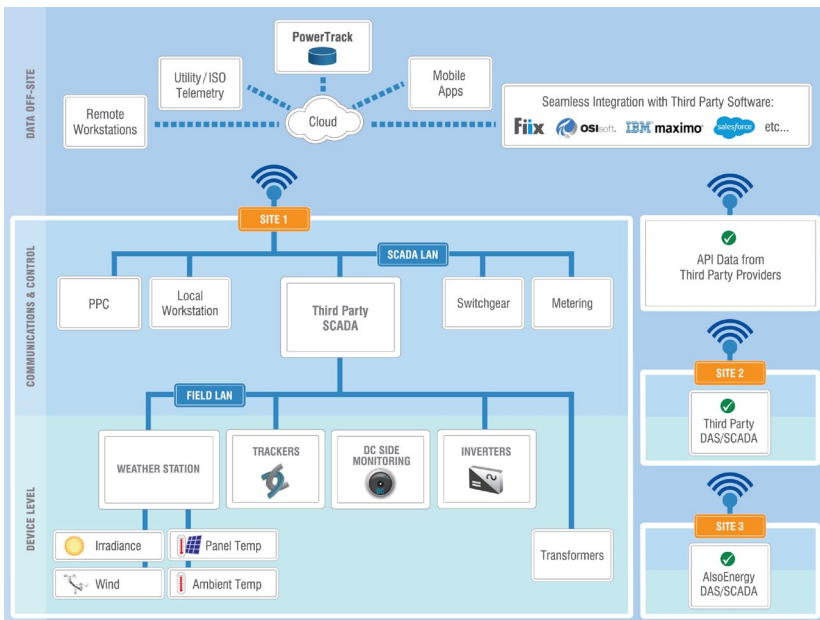 DATA OFF-SITE
PowerTrack
Utility / ISO
Telemetry
Mobile
Apps
Remote
Workstations
Cloud
Seamless Integration with Third Party Software:
Fiix
OSIsoft.
IBM maximo
salesforce
etc...
COMMUNICATIONS & CONTROL
SITE 1
SCADA LAN
PPC
Local
Workstation
Third Party
SCADA
Switchgear
Metering
API Data from
Third Party Providers
SITE 2
Third Party
DAS/SCADA
DEVICE LEVEL
FIELD LAN
WEATHER STATION
TRACKERS
DC SIDE
MONITORING
INVERTERS
Irradiance
Panel Temp
Wind
Ambient Temp
Transformers
SITE 3
AlsoEnergy
DAS/SCADA